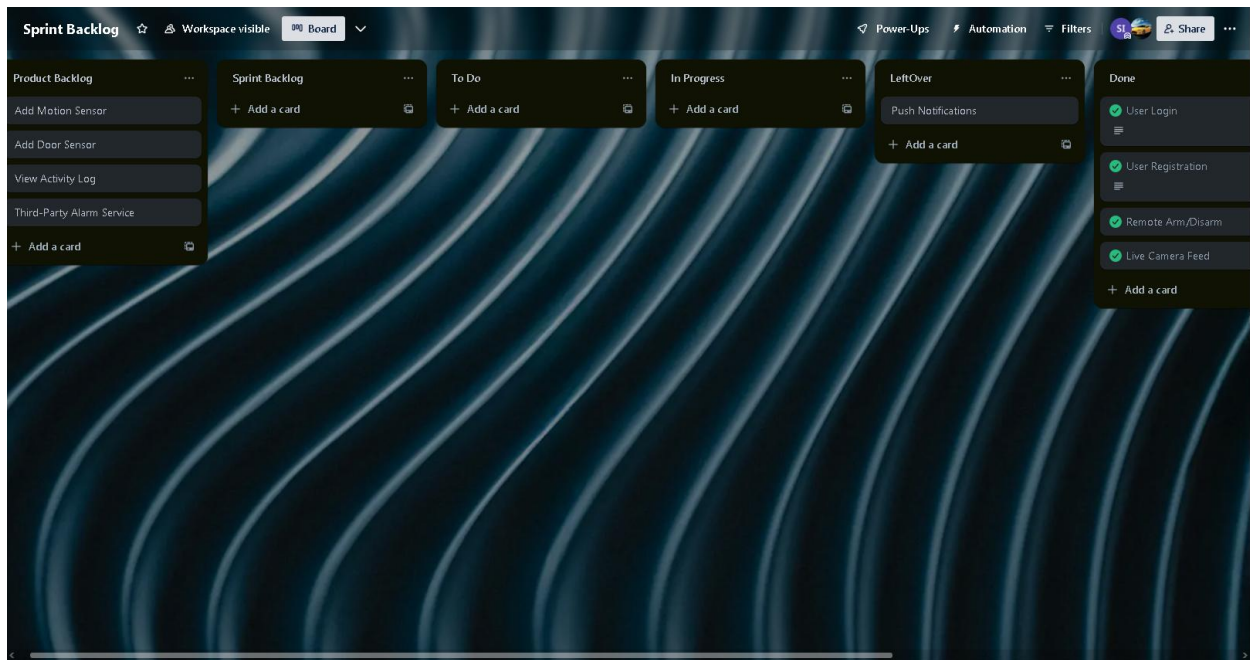 Sprint Backlog
Workspace visible
Board
Power-Ups
Automation
Filters
SI
Share
Product Backlog
Add Motion Sensor
Add Door Sensor
View Activity Log
Third-Party Alarm Service
+ Add a card
Sprint Backlog
+ Add a card
To Do
+ Add a card
In Progress
+ Add a card
LeftOver
Push Notifications
+ Add a card
Done
User Login
User Registration
Remote Arm/Disarm
Live Camera Feed
+ Add a card